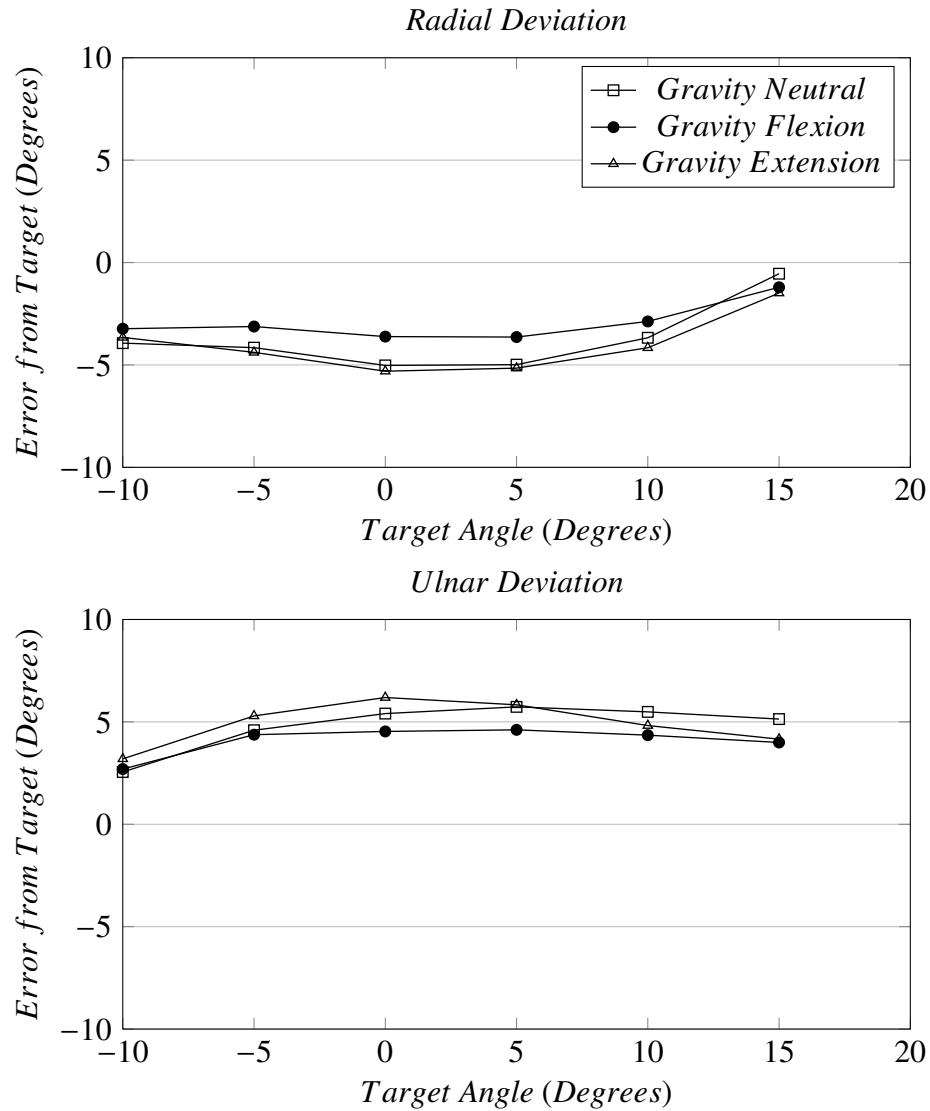 Radial Deviation
10
5
0
−5
−10
Error from Target (Degrees)
Gravity Neutral
Gravity Flexion
Gravity Extension
−10 −5 0 5 10 15 20
Target Angle (Degrees)
Ulnar Deviation
10
5
0
−5
−10
Error from Target (Degrees)
−10 −5 0 5 10 15 20
Target Angle (Degrees)